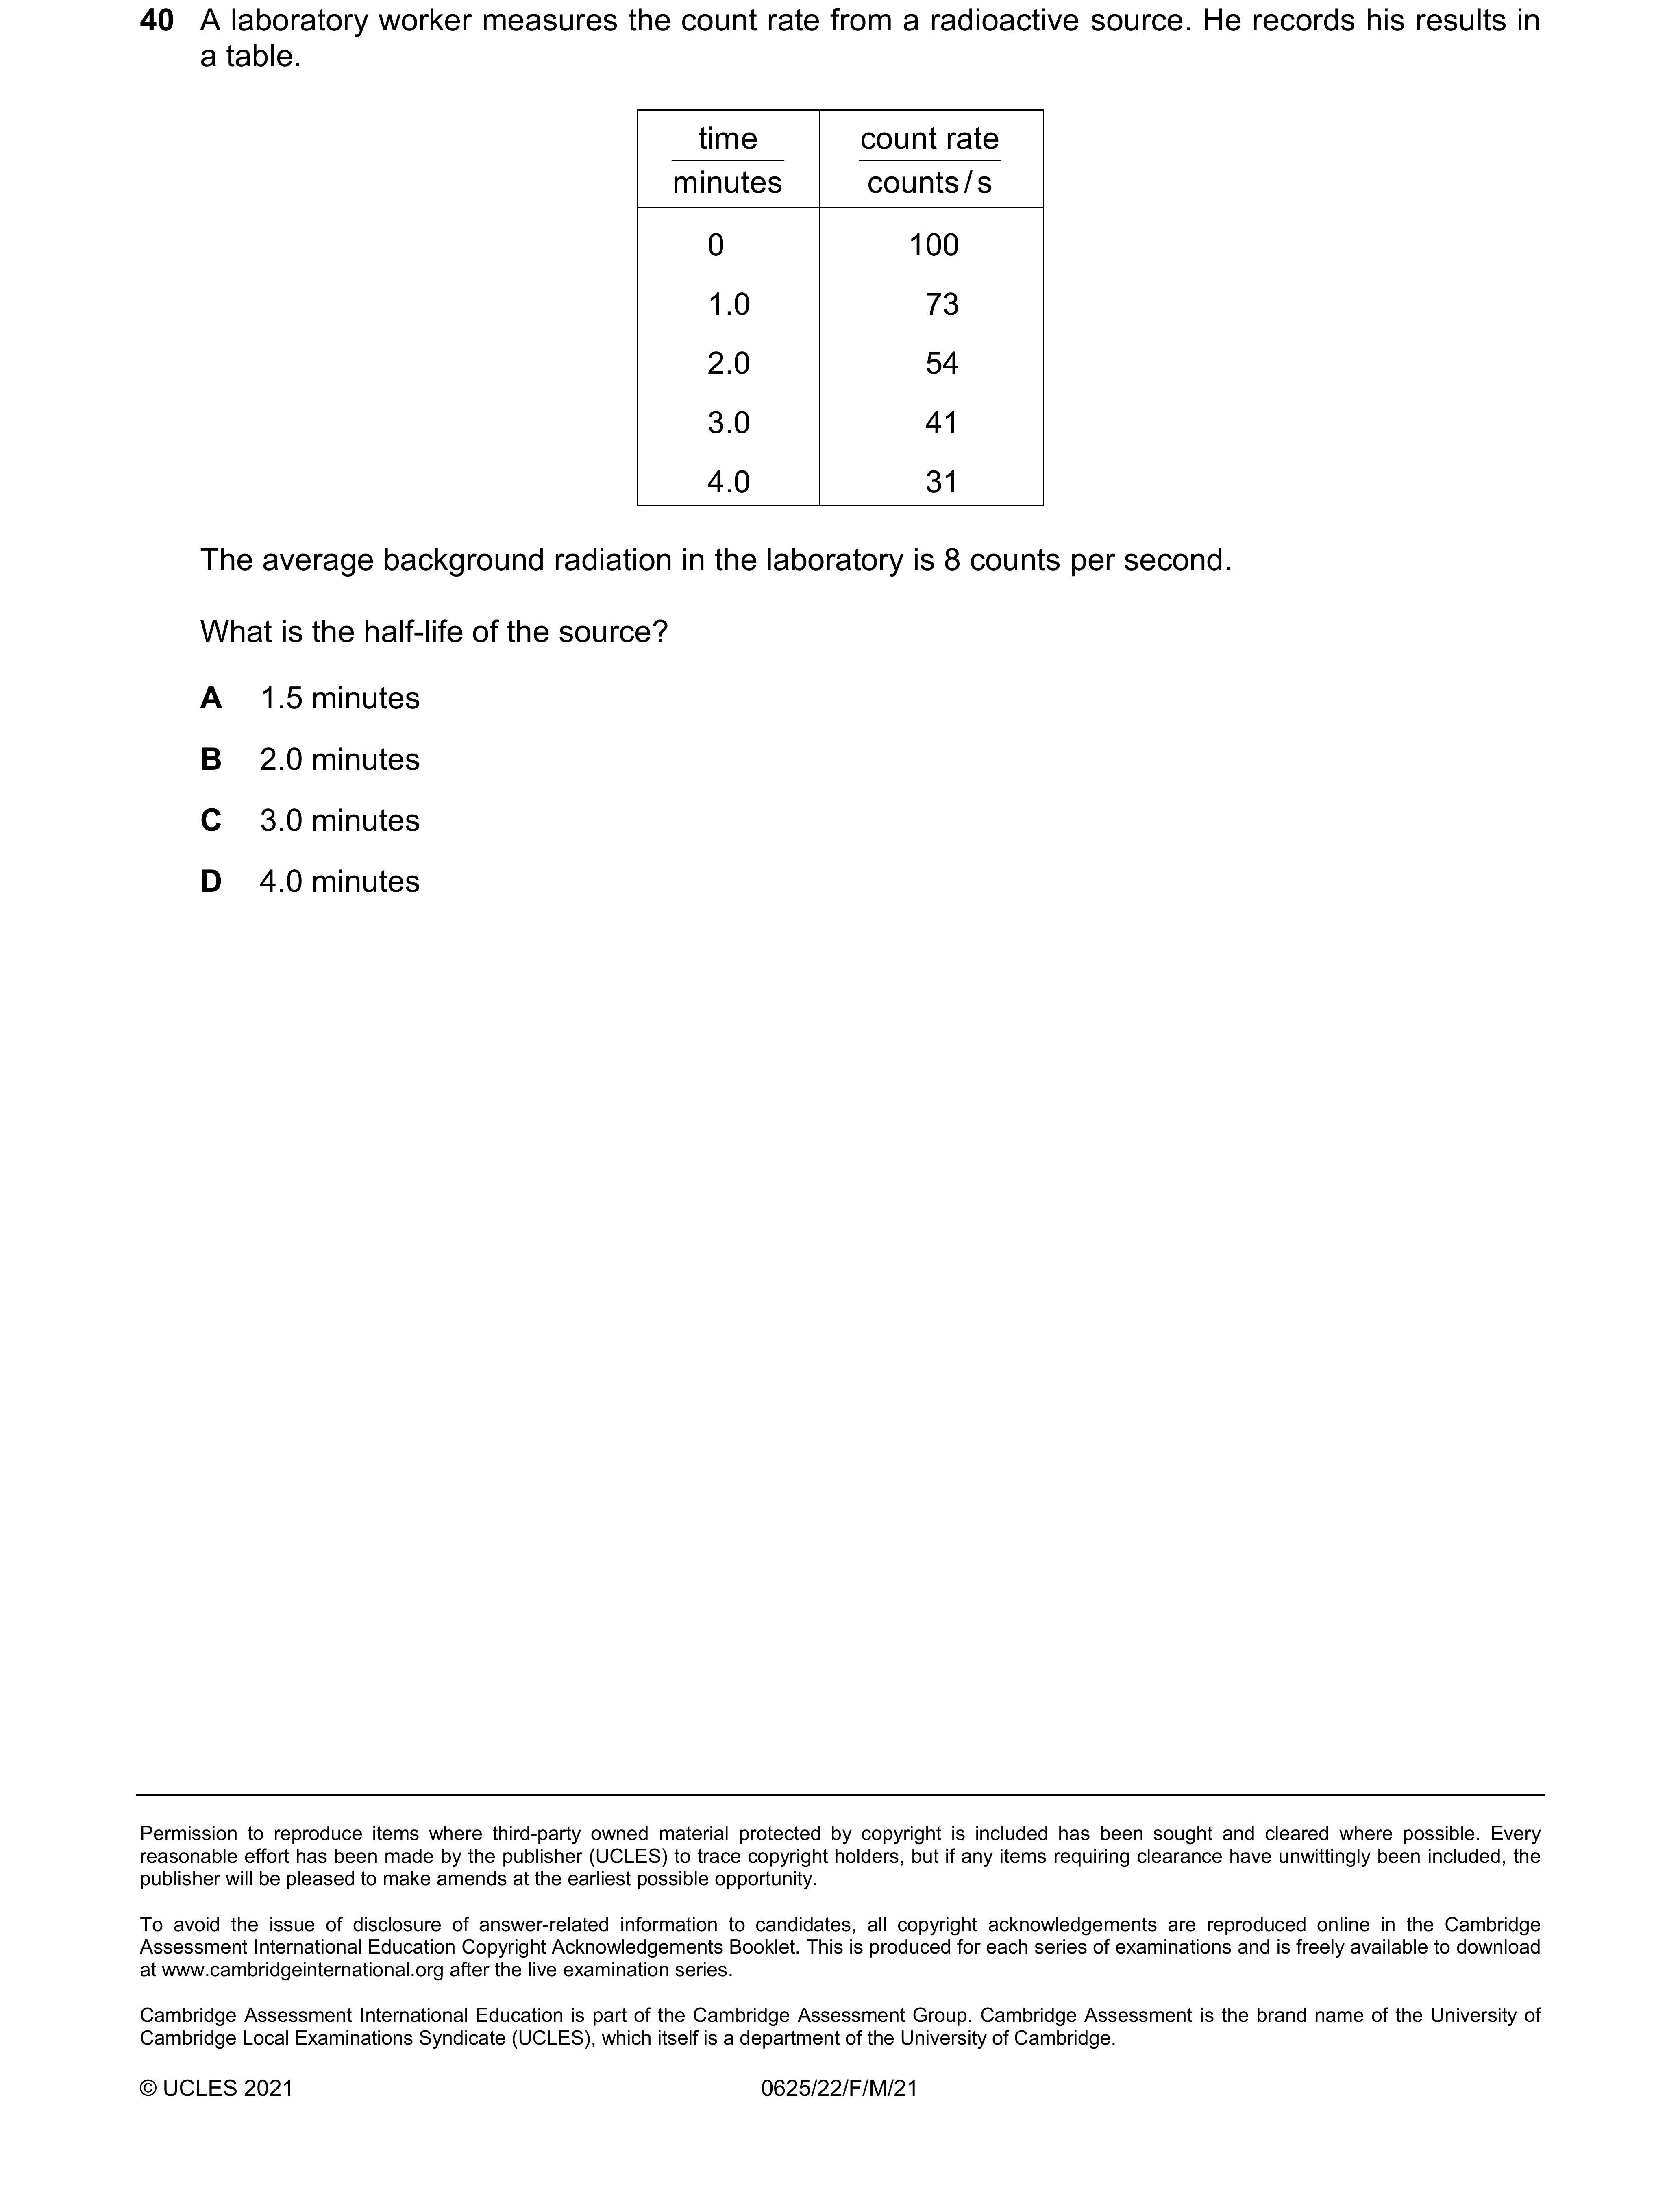 40 A laboratory worker measures the count rate from a radioactive source. He records his results in
a table.
time count rate
minutes counts / s
0 100
1.0 73
2.0 54
3.0 41
4.0 31
The average background radiation in the laboratory is 8 counts per second.
What is the half-life of the source?
A 1.5 minutes
B 2.0 minutes
C 3.0 minutes
D 4.0 minutes
Permission to reproduce items where third-party owned material protected by copyright is included has been sought and cleared where possible. Every
reasonable effort has been made by the publisher (UCLES) to trace copyright holders, but if any items requiring clearance have unwittingly been included, the
publisher will be pleased to make amends at the earliest possible opportunity.
To avoid the issue of disclosure of answer-related information to candidates, all copyright acknowledgements are reproduced online in the Cambridge
Assessment International Education Copyright Acknowledgements Booklet. This is produced for each series of examinations and is freely available to download
at www.cambridgeinternational.org after the live examination series.
Cambridge Assessment International Education is part of the Cambridge Assessment Group. Cambridge Assessment is the brand name of the University of
Cambridge Local Examinations Syndicate (UCLES), which itself is a department of the University of Cambridge.
© UCLES 2021 0625/22/F/M/21